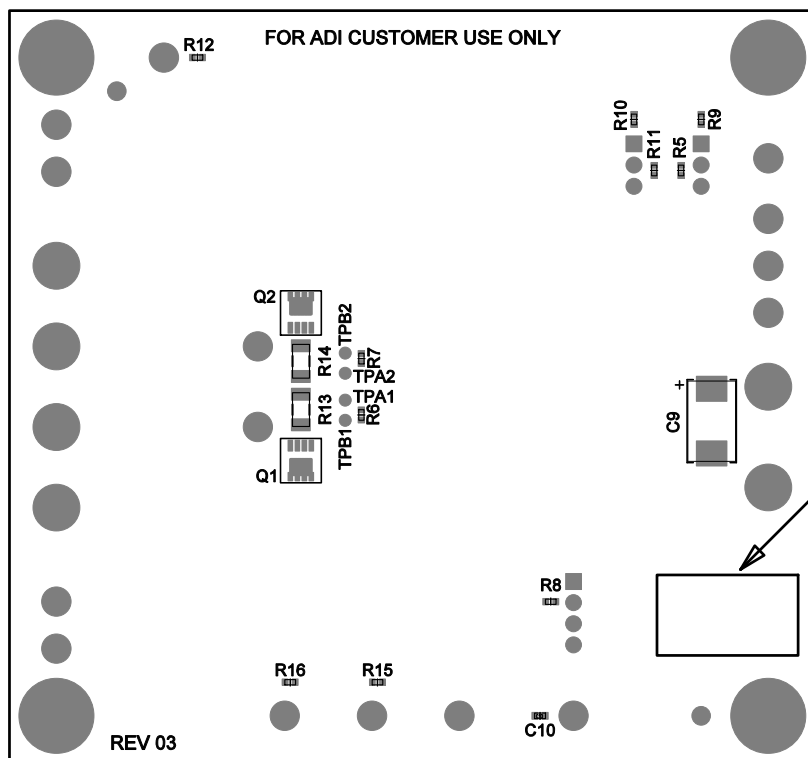 FOR ADI CUSTOMER USE ONLY
R12
R10
R9
R11
R5
Q2
TPB2
R14
R7
TPA2
TPA1
R13
R6
TPB1
Q1
+
C9
R8
R16
R15
C10
REV 03